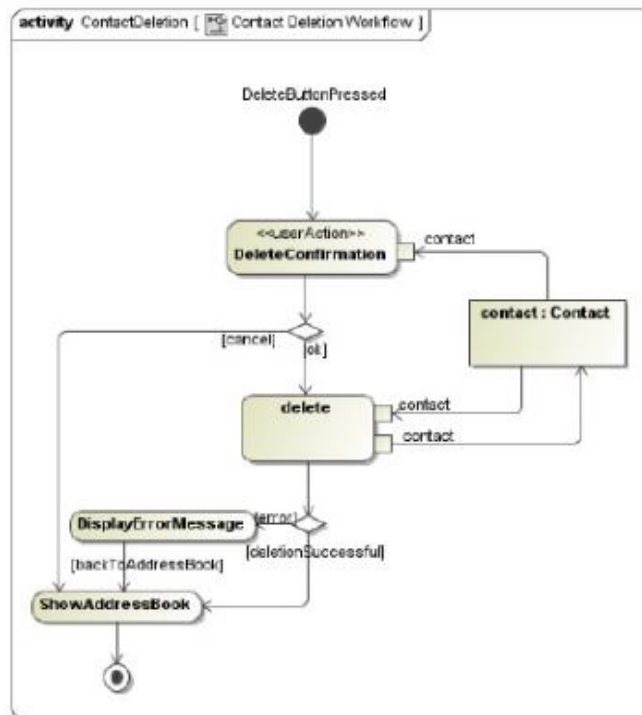 activity ContactDeletion [ Contact Deletion Workflow ]
DeleteButtonPressed
<<userAction>>
DeleteConfirmation
contact
contact : Contact
[cancel]
[ok]
delete
contact
contact
[error]
DisplayErrorMessage
[deletionSuccessful]
[backToAddressBook]
ShowAddressBook